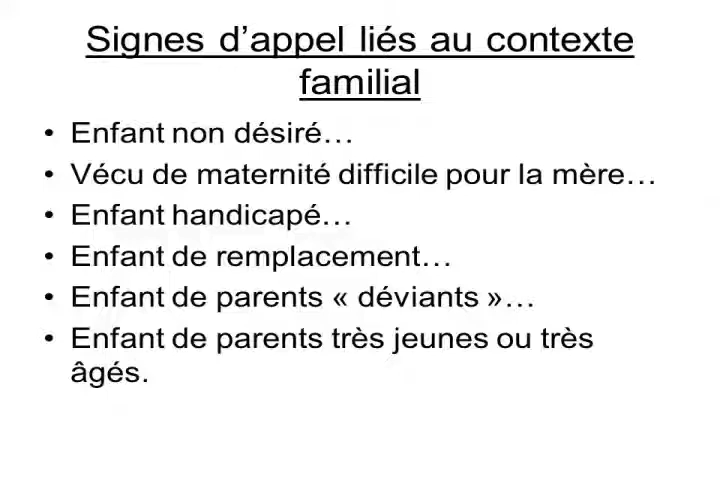 Signes d’appel liés au contexte
familial
• Enfant non désiré…
• Vécu de maternité difficile pour la mère…
• Enfant handicapé…
• Enfant de remplacement…
• Enfant de parents « déviants »…
• Enfant de parents très jeunes ou très
âgés.